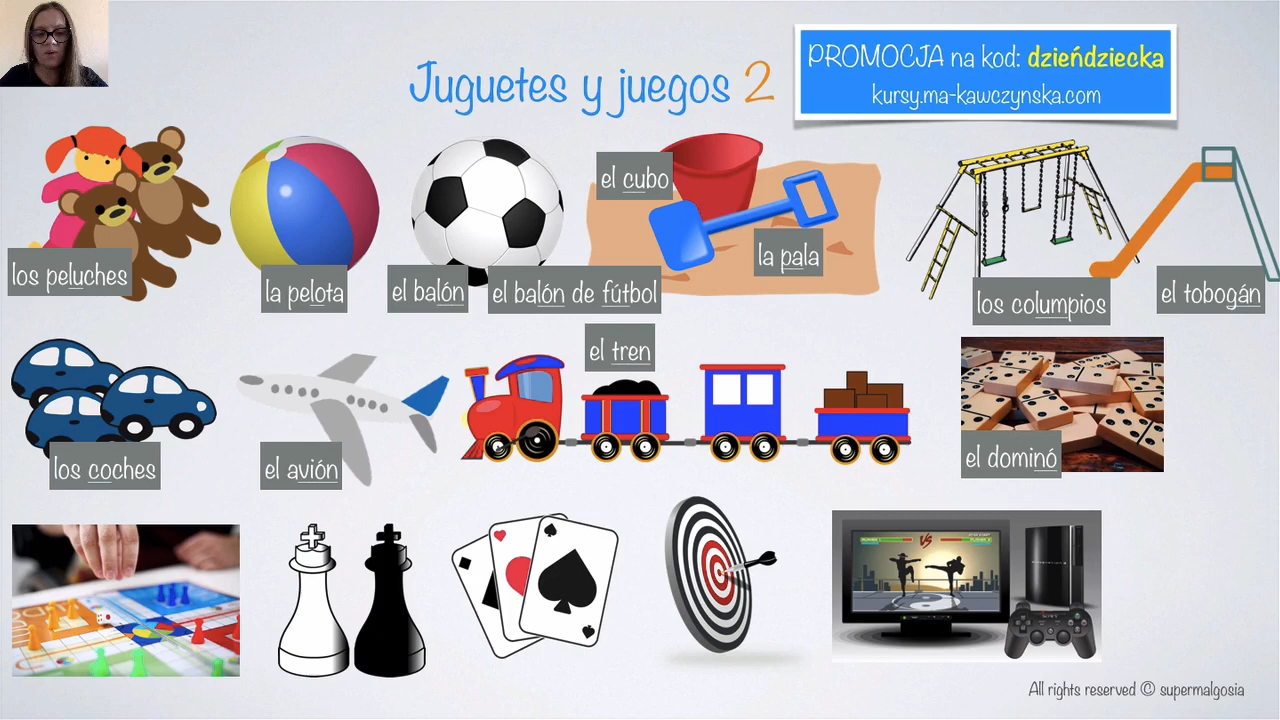 Juguetes y juegos 2
PROMOCJA na kod: dzieńdziecka
kursy.ma-kawczynska.com
los peluches
la pelota
el balón
el balón de fútbol
el cubo
la pala
los columpios
el tobogán
los coches
el avión
el tren
el dominó
VS
All rights reserved © supermalgosia